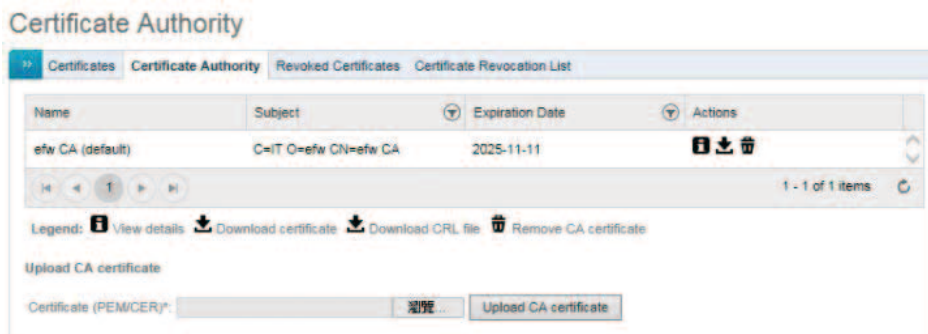 Certificate Authority
» Certificates Certificate Authority Revoked Certificates Certificate Revocation List
Name Subject Expiration Date Actions
efw CA (default) C=IT O=efw CN=efw CA 2025-11-11
1 1 - 1 of 1 items
Legend: View details Download certificate Download CRL file Remove CA certificate
Upload CA certificate
Certificate (PEM/CER)*: 瀏覽... Upload CA certificate